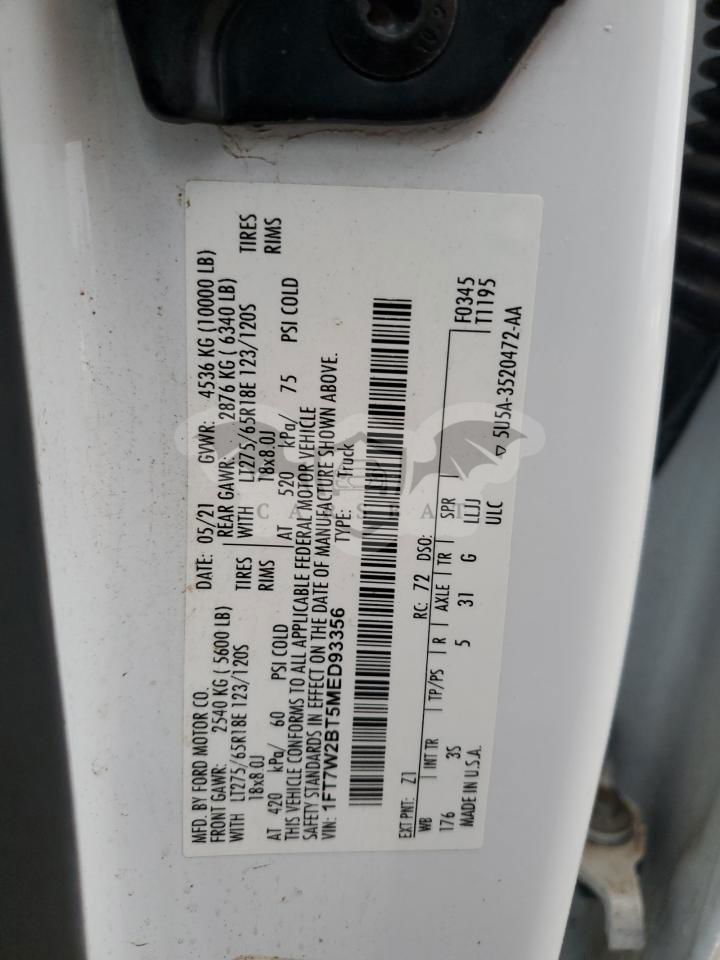 MFD. BY FORD MOTOR CO.
DATE: 05/21 GVWR: 4536 KG (10000 LB)
FRONT GAWR: 2540 KG ( 5600 LB) REAR GAWR: 2876 KG ( 6340 LB)
WITH LT275/65R18E 123/120S TIRES WITH LT275/65R18E 123/120S TIRES
18x8.0J RIMS 18x8.0J RIMS
AT 420 kPa/ 60 PSI COLD AT 520 kPa/ 75 PSI COLD
THIS VEHICLE CONFORMS TO ALL APPLICABLE FEDERAL MOTOR VEHICLE
SAFETY STANDARDS IN EFFECT ON THE DATE OF MANUFACTURE SHOWN ABOVE.
VIN: 1FT7W2BT5MED93356 TYPE: Truck
EXT PNT: Z1 RC: 72 DSO: F0345
WB INT TR TP/PS R AXLE TR SPR T1195
176 3S 5 31 G LLJJ
MADE IN U.S.A. ULC ▽ 5U5A-3520472-AA
CARSEAT